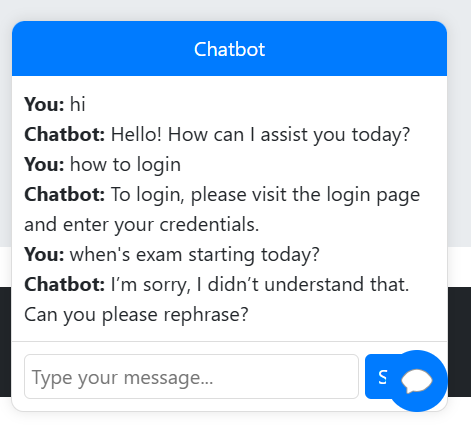 Chatbot
You: hi
Chatbot: Hello! How can I assist you today?
You: how to login
Chatbot: To login, please visit the login page
and enter your credentials.
You: when's exam starting today?
Chatbot: I’m sorry, I didn’t understand that.
Can you please rephrase?
Type your message...